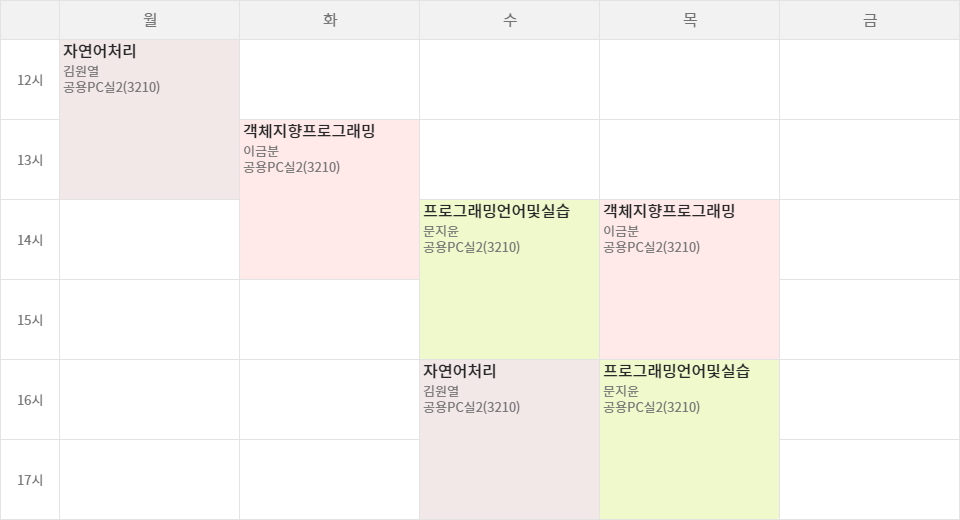 월 화 수 목 금
12시
자연어처리
김원열
공용PC실2(3210)
13시
객체지향프로그래밍
이금분
공용PC실2(3210)
14시
프로그래밍언어및실습
문지윤
공용PC실2(3210)
객체지향프로그래밍
이금분
공용PC실2(3210)
15시
16시
자연어처리
김원열
공용PC실2(3210)
프로그래밍언어및실습
문지윤
공용PC실2(3210)
17시